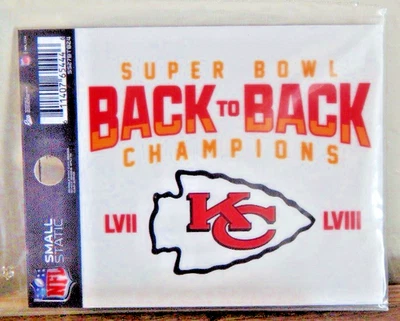 SUPER BOWL
BACK TO BACK
CHAMPIONS
LVII
KC
LVIII
SMALL
STATIC
NFL